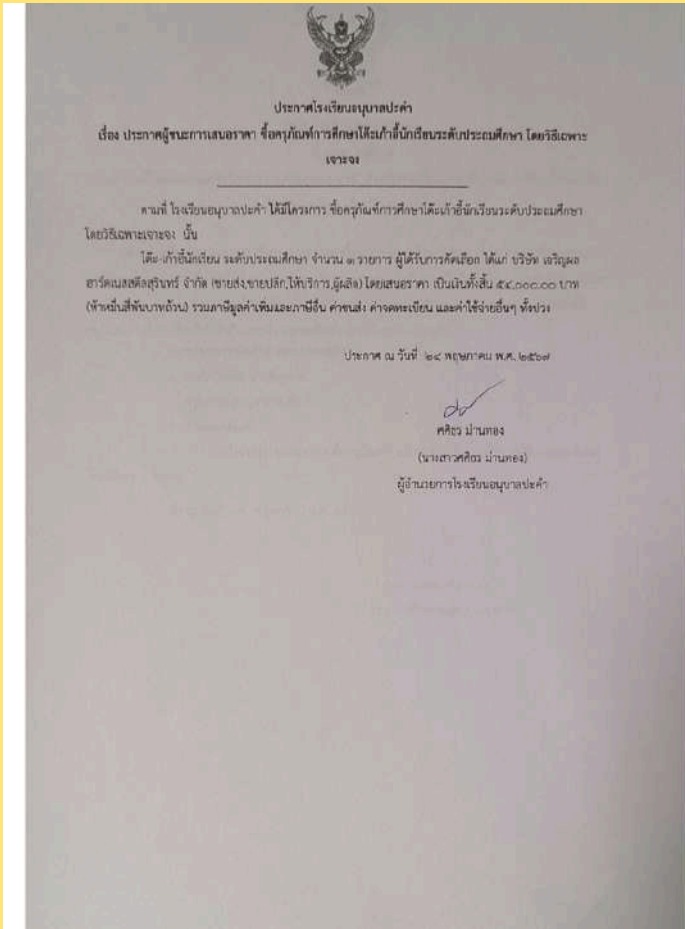 ประกาศโรงเรียนอนุบาลปะคำ
เรื่อง ประกาศผู้ชนะการเสนอราคา ซื้อครุภัณฑ์การศึกษาโต๊ะเก้าอี้นักเรียนระดับประถมศึกษา โดยวิธีเฉพาะ
เจาะจง
ตามที่ โรงเรียนอนุบาลปะคำ ได้มีโครงการ ซื้อครุภัณฑ์การศึกษาโต๊ะเก้าอี้นักเรียนระดับประถมศึกษา
โดยวิธีเฉพาะเจาะจง นั้น
โต๊ะ-เก้าอี้นักเรียน ระดับประถมศึกษา จำนวน ๑ รายการ ผู้ได้รับการคัดเลือก ได้แก่ บริษัท เจริญผล
ฮาร์ดเนสสตีลสุรินทร์ จำกัด (ขายส่ง,ขายปลีก,ให้บริการ,ผู้ผลิต) โดยเสนอราคา เป็นเงินทั้งสิ้น ๕๔,๐๐๐.๐๐ บาท
(ห้าหมื่นสี่พันบาทถ้วน) รวมภาษีมูลค่าเพิ่มและภาษีอื่น ค่าขนส่ง ค่าจดทะเบียน และค่าใช้จ่ายอื่นๆ ทั้งปวง
ประกาศ ณ วันที่ ๒๔ พฤษภาคม พ.ศ. ๒๕๖๗
ศศิธร ม่านทอง
(นางสาวศศิธร ม่านทอง)
ผู้อำนวยการโรงเรียนอนุบาลปะคำ